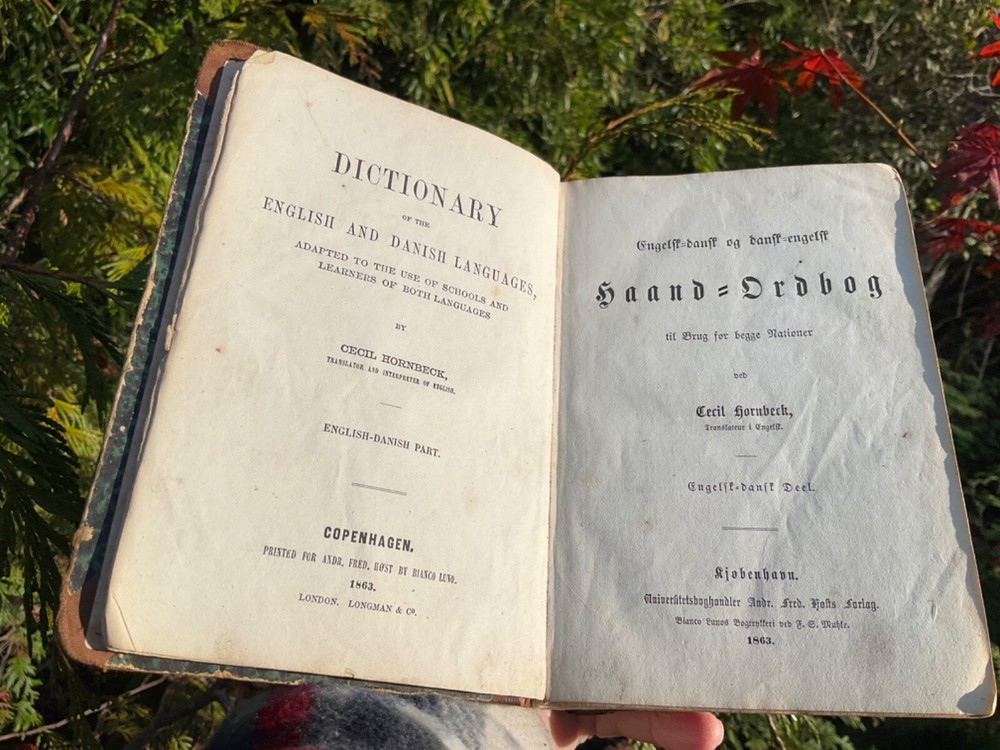 DICTIONARY
OF THE
ENGLISH AND DANISH LANGUAGES,
ADAPTED TO THE USE OF SCHOOLS AND
LEARNERS OF BOTH LANGUAGES
BY
CECIL HORNBECK,
TRANSLATOR AND INTERPRETER OF ENGLISH.
ENGLISH-DANISH PART.
COPENHAGEN,
PRINTED FOR ANDR. FRED. HØST BY BIANCO LUNO.
1863.
LONDON. LONGMAN & Co.
Engelsk-dansk og dansk-engelsk
Haand-Ordbog
til Brug for begge Nationer
ved
Cecil Hornbeck,
Translateur i Engelsk.
Engelsk-dansk Deel.
Kjøbenhavn.
Universitetsboghandler Andr. Fred. Høsts Forlag.
Bianco Lunos Bogtrykkeri ved F. S. Muhle.
1863.